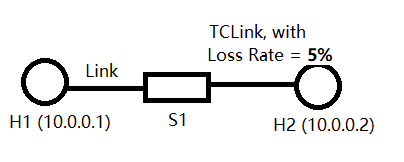 TCLink, with
Link
Loss Rate = 5%
H1 (10.0.0.1)
S1
H2 (10.0.0.2)